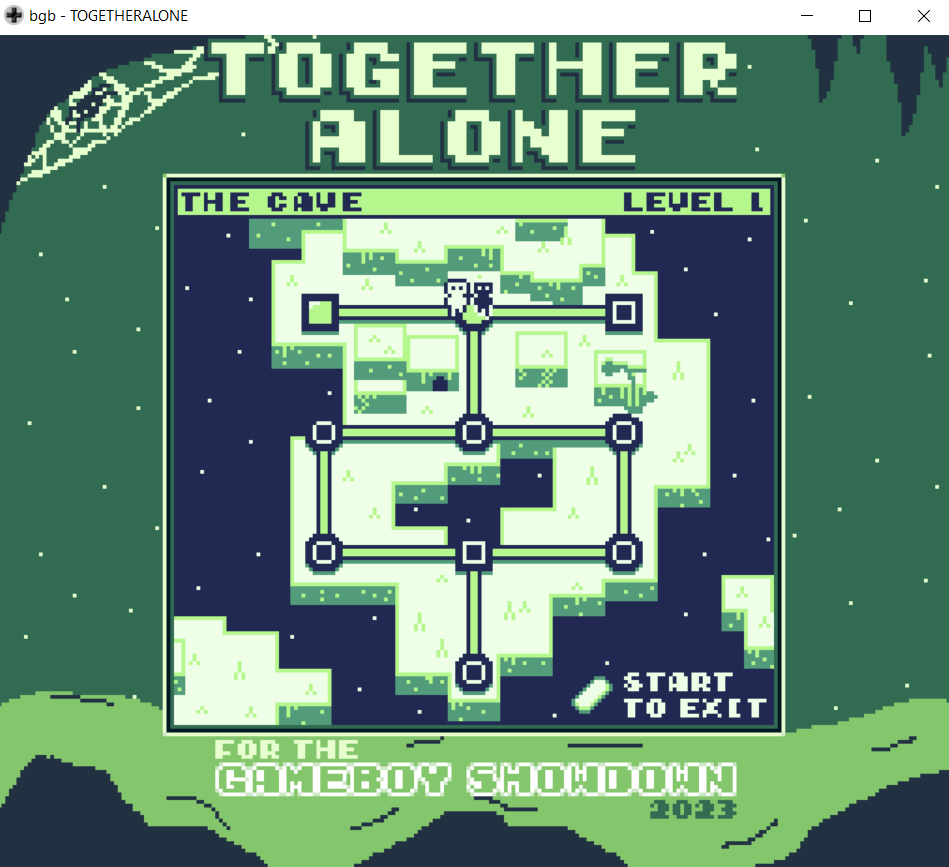 bgb - TOGETHERALONE
TOGETHER
ALONE
THE CAVE LEVEL 1
START
TO EXIT
FOR THE
GAMEBOY SHOWDOWN
2023